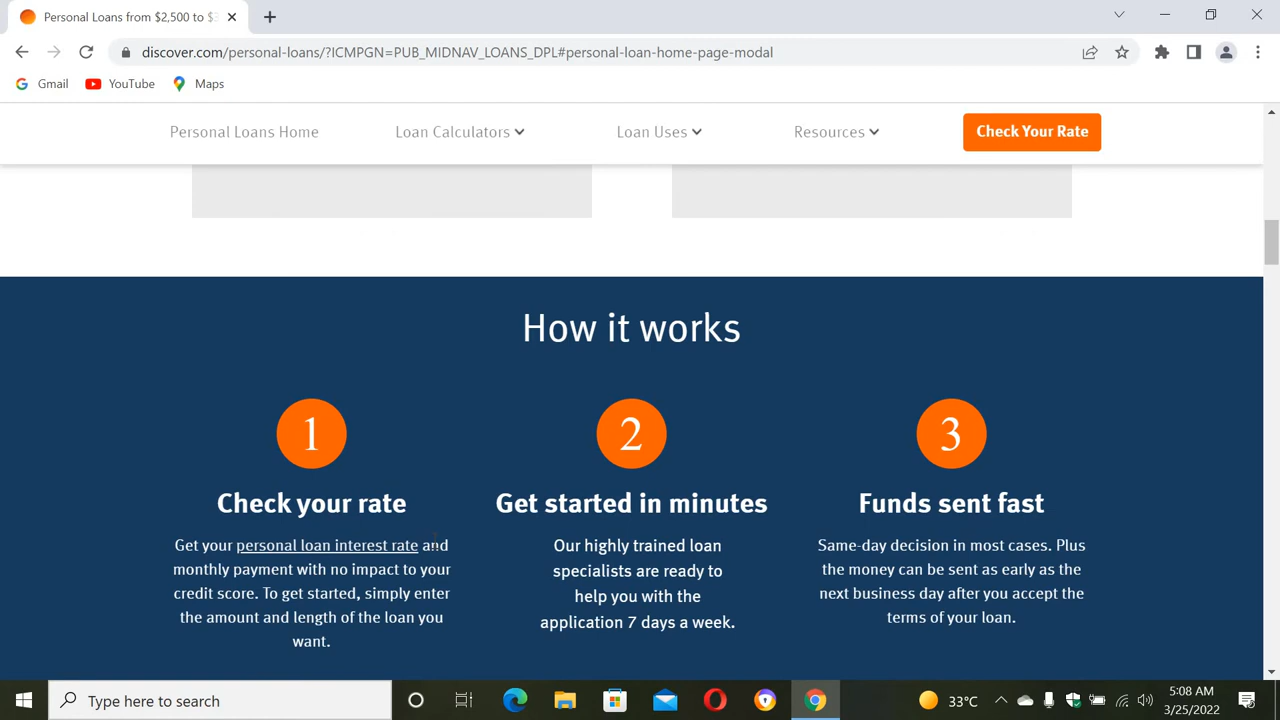 Personal Loans from $2,500 to $3
discover.com/personal-loans/?ICMPGN=PUB_MIDNAV_LOANS_DPL#personal-loan-home-page-modal
Gmail YouTube Maps
Personal Loans Home Loan Calculators Loan Uses Resources Check Your Rate
How it works
1
Check your rate
Get your personal loan interest rate and
monthly payment with no impact to your
credit score. To get started, simply enter
the amount and length of the loan you
want.
2
Get started in minutes
Our highly trained loan
specialists are ready to
help you with the
application 7 days a week.
3
Funds sent fast
Same-day decision in most cases. Plus
the money can be sent as early as the
next business day after you accept the
terms of your loan.
Type here to search
33°C
5:08 AM
3/25/2022